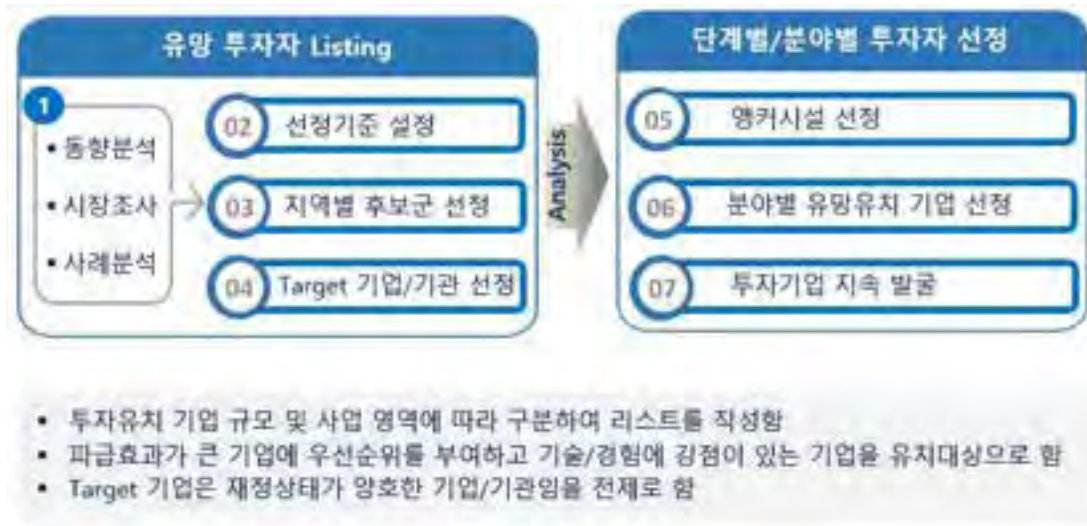 유망 투자자 Listing
1
• 동향분석
• 시장조사
• 사례분석
02 선정기준 설정
03 지역별 후보군 선정
04 Target 기업/기관 선정
Analysis
단계별/분야별 투자자 선정
05 앵커시설 선정
06 분야별 유망유치 기업 선정
07 투자기업 지속 발굴
▪ 투자유치 기업 규모 및 사업 영역에 따라 구분하여 리스트를 작성함
▪ 파급효과가 큰 기업에 우선순위를 부여하고 기술/경험에 강점이 있는 기업을 유치대상으로 함
▪ Target 기업은 재정상태가 양호한 기업/기관임을 전제로 함